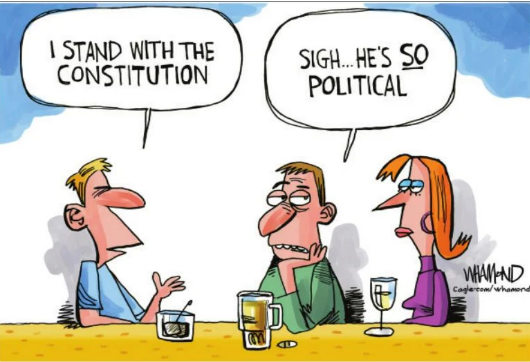 I STAND WITH THE
CONSTITUTION
SIGH...HE'S SO
POLITICAL
WHAMOND
Cagle.com/whamond